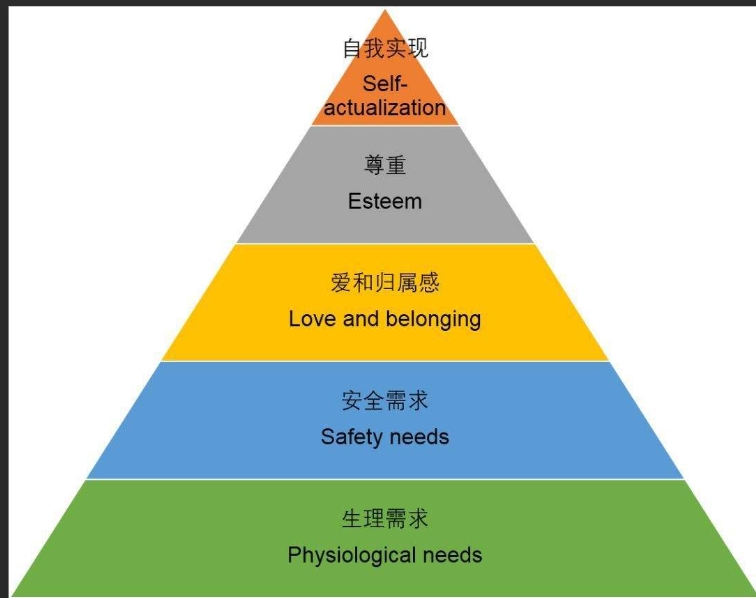 自我实现
Self-
actualization
尊重
Esteem
爱和归属感
Love and belonging
安全需求
Safety needs
生理需求
Physiological needs